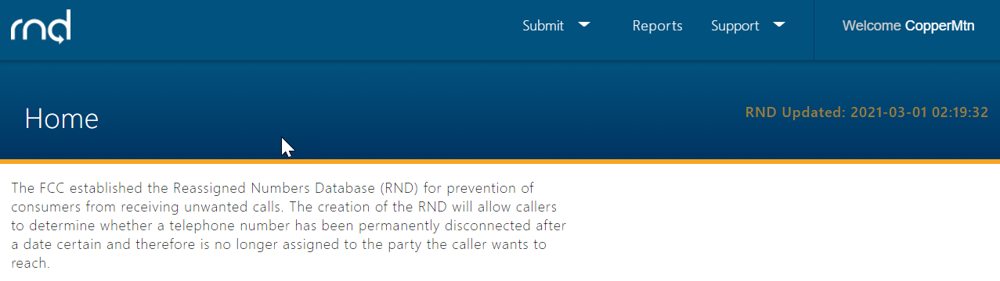 rnd
Submit Reports Support Welcome CopperMtn
Home
RND Updated: 2021-03-01 02:19:32
The FCC established the Reassigned Numbers Database (RND) for prevention of
consumers from receiving unwanted calls. The creation of the RND will allow callers
to determine whether a telephone number has been permanently disconnected after
a date certain and therefore is no longer assigned to the party the caller wants to
reach.